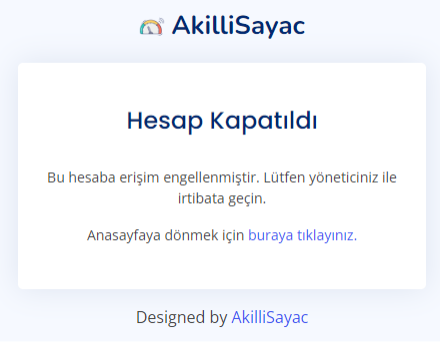 AkilliSayac
Hesap Kapatıldı
Bu hesaba erişim engellenmiştir. Lütfen yöneticiniz ile
irtibata geçin.
Anasayfaya dönmek için buraya tıklayınız.
Designed by AkilliSayac